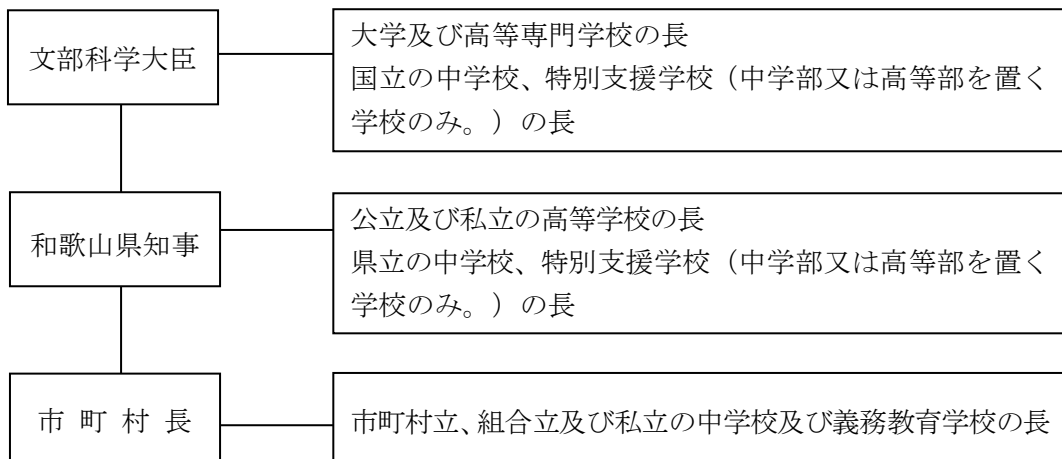 文部科学大臣
大学及び高等専門学校の長
国立の中学校、特別支援学校（中学部又は高等部を置く
学校のみ。）の長
和歌山県知事
公立及び私立の高等学校の長
県立の中学校、特別支援学校（中学部又は高等部を置く
学校のみ。）の長
市 町 村 長
市町村立、組合立及び私立の中学校及び義務教育学校の長